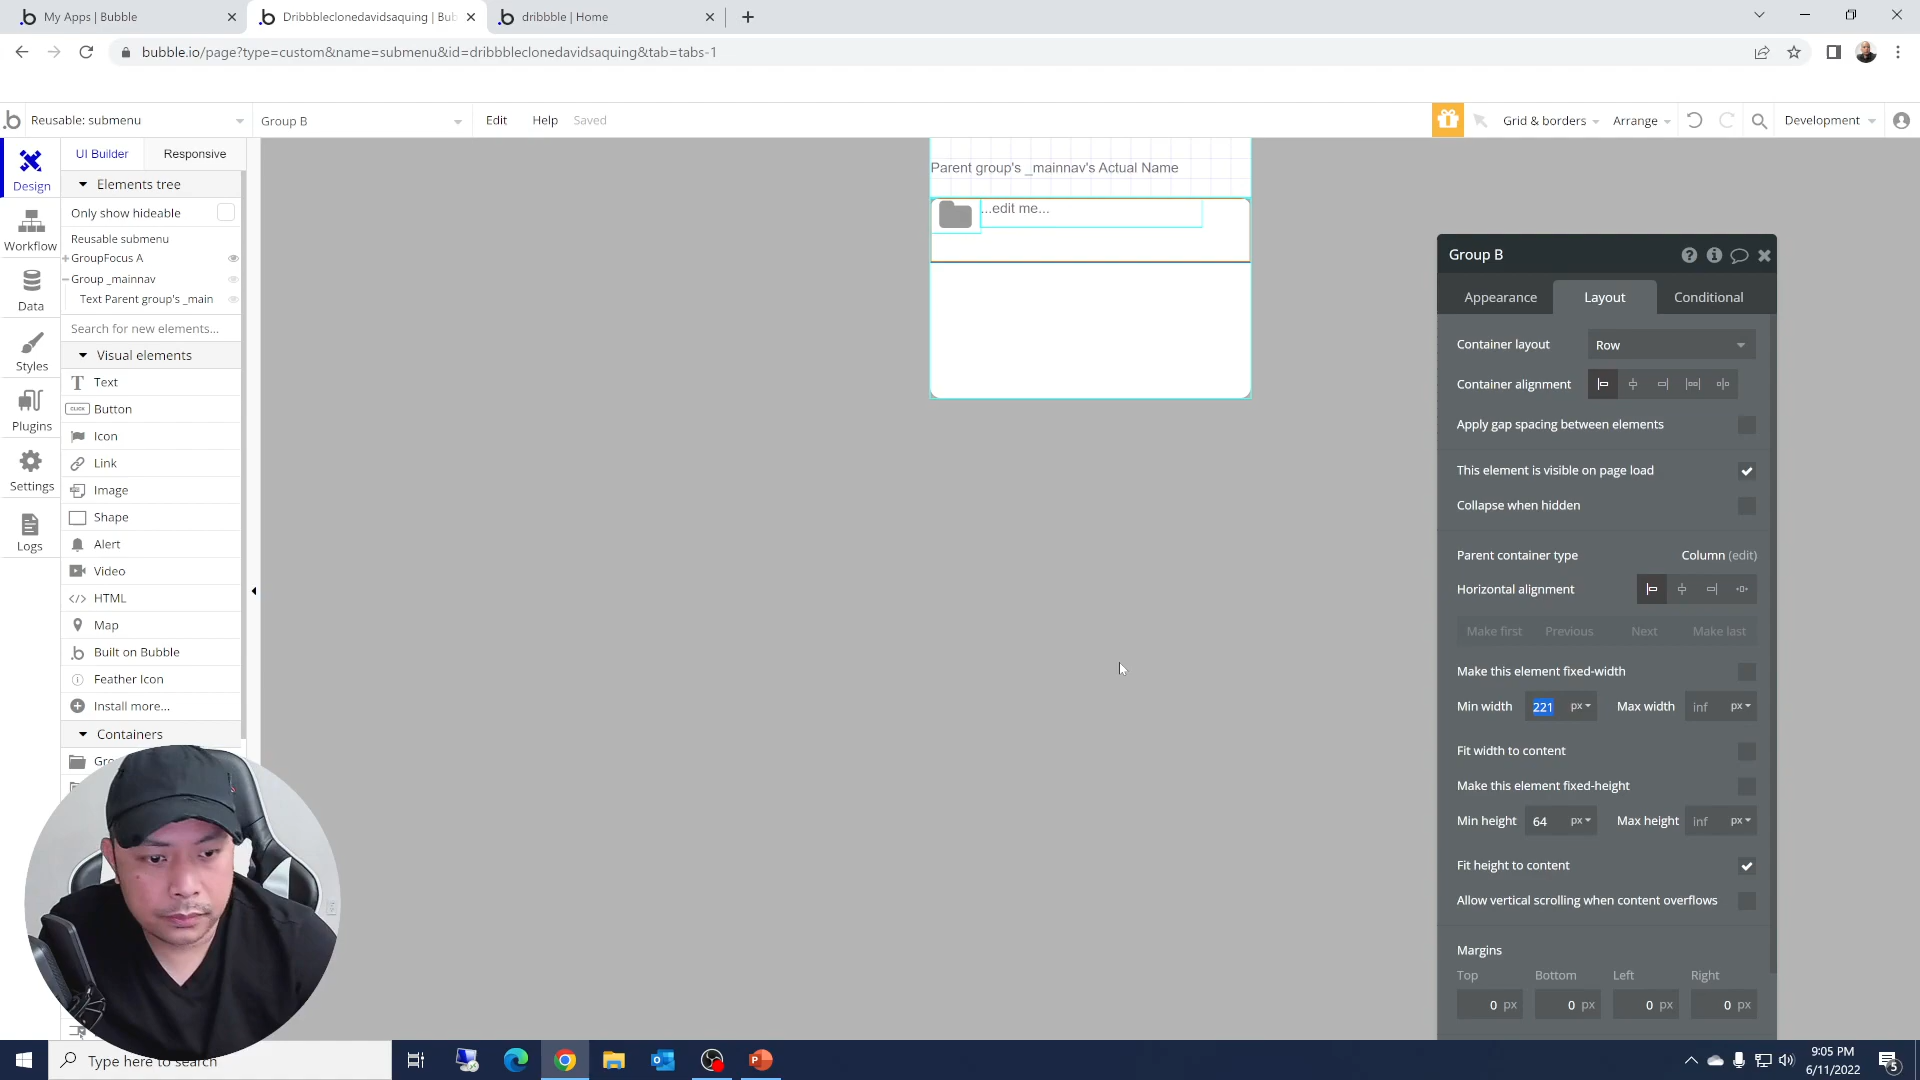 My Apps | Bubble
Dribbbleclonedavidsaquing | Bub
dribbble | Home
bubble.io/page?type=custom&name=submenu&id=dribbbleclonedavidsaquing&tab=tabs-1
Reusable: submenu
Group B
Edit
Help
Saved
Grid & borders
Arrange
Development
Design
Workflow
Data
Styles
Plugins
Settings
Logs
UI Builder
Responsive
Elements tree
Only show hideable
Reusable submenu
GroupFocus A
Group _mainnav
Text Parent group's _main
Search for new elements...
Visual elements
Text
CLICK Button
Icon
Link
Image
Shape
Alert
Video
</> HTML
Map
Built on Bubble
Feather Icon
Install more...
Containers
Parent group's _mainnav's Actual Name
...edit me...
Group B
Appearance
Layout
Conditional
Container layout Row
Container alignment
Apply gap spacing between elements
This element is visible on page load
Collapse when hidden
Parent container type Column (edit)
Horizontal alignment
Make first Previous Next Make last
Make this element fixed-width
Min width 221 px Max width inf px
Fit width to content
Make this element fixed-height
Min height 64 px Max height inf px
Fit height to content
Allow vertical scrolling when content overflows
Margins
Top Bottom Left Right
0 px 0 px 0 px 0 px
Type here to search
9:05 PM
6/11/2022
5